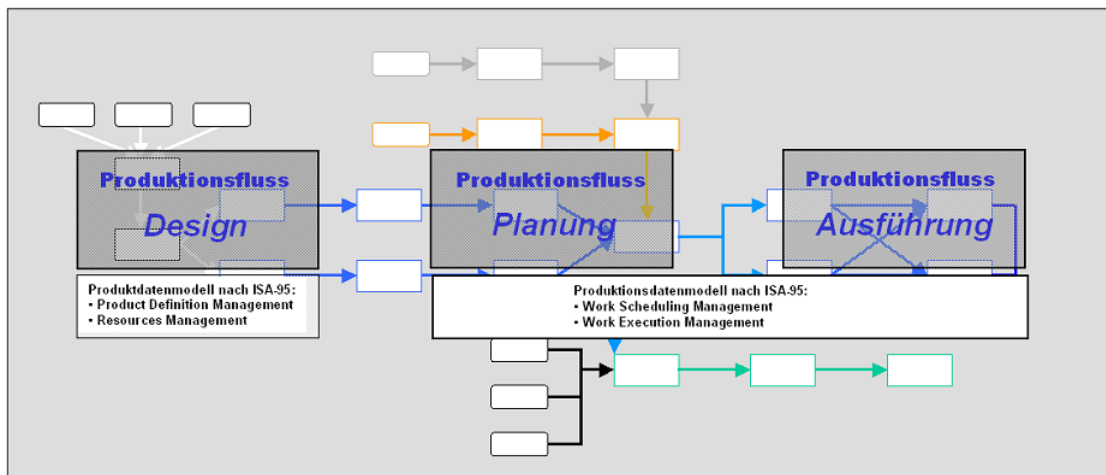 Produktionsfluss
Design
Produktionsfluss
Planung
Produktionsfluss
Ausführung
Produktdatenmodell nach ISA-95:
▪ Product Definition Management
▪ Resources Management
Produktionsdatenmodell nach ISA-95:
▪ Work Scheduling Management
▪ Work Execution Management